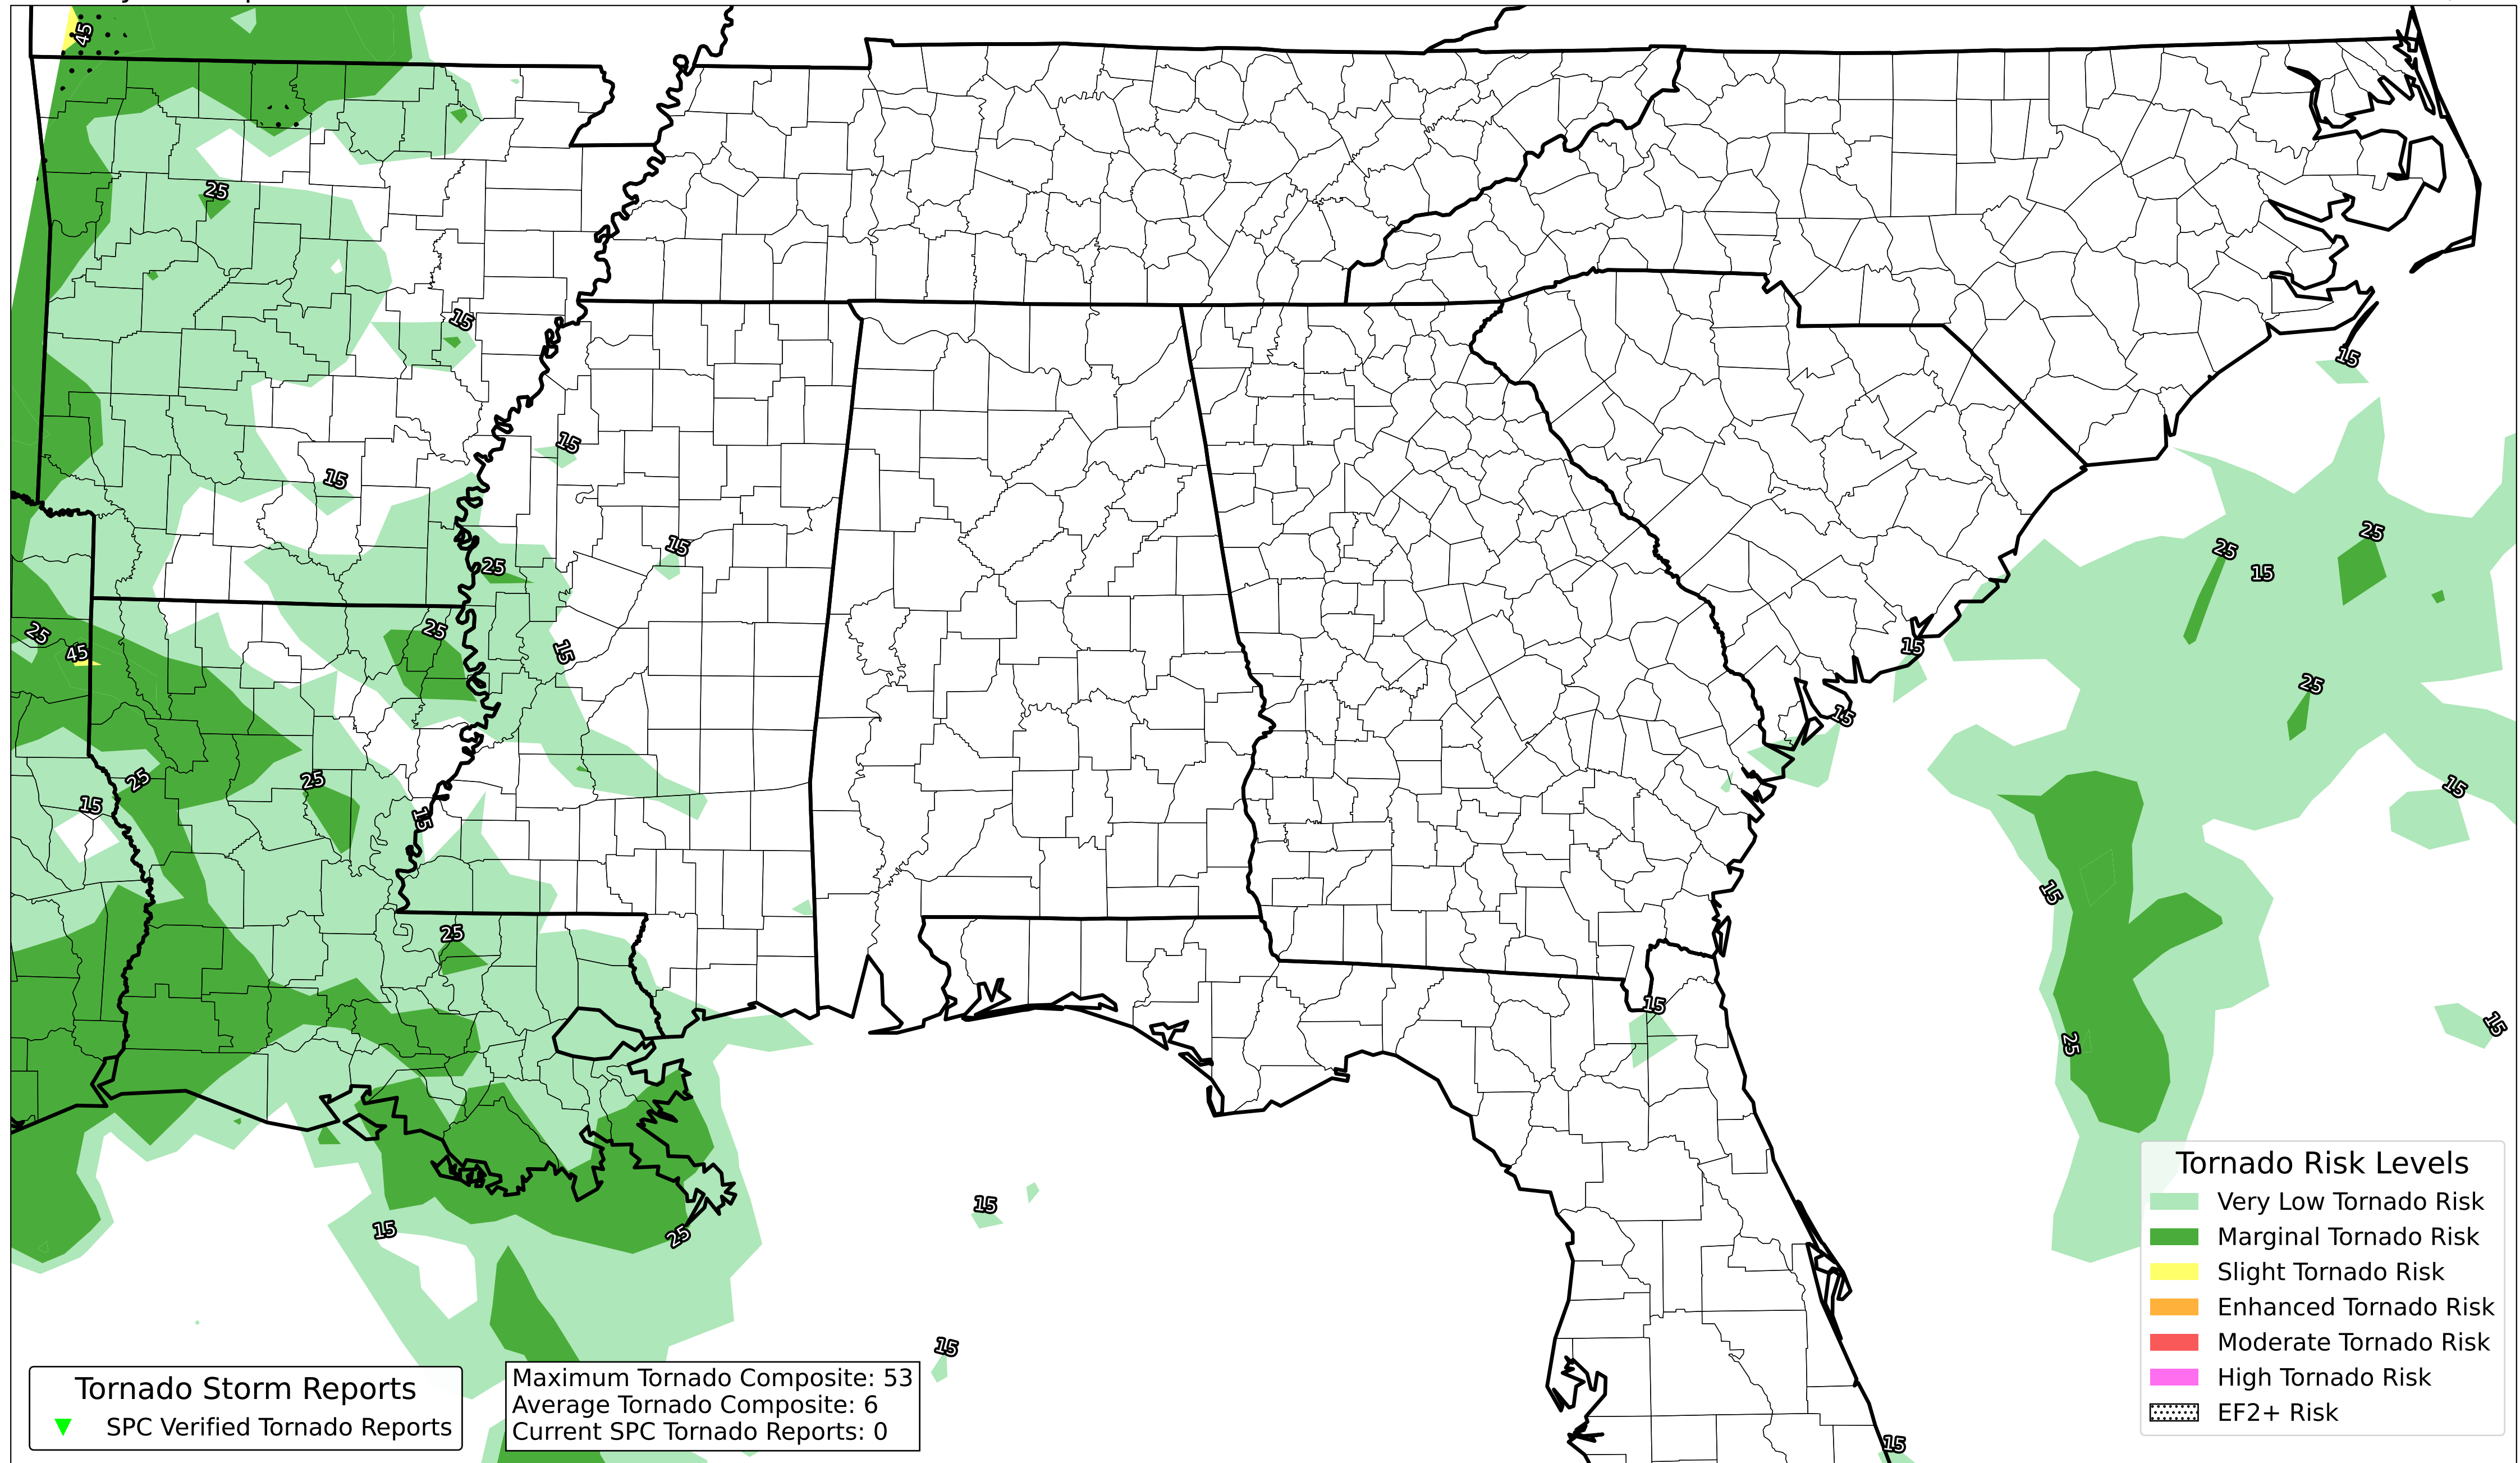 45
25
15
15
15
15
15
25
25
25
15
25
25
15
25
15
45
15
25
25
15
15
25
25
15
15
15
25
15
15
15
25
15
25
15
15
Tornado Risk Levels
Very Low Tornado Risk
Marginal Tornado Risk
Slight Tornado Risk
Enhanced Tornado Risk
Moderate Tornado Risk
High Tornado Risk
EF2+ Risk
Tornado Storm Reports
SPC Verified Tornado Reports
Maximum Tornado Composite: 53
Average Tornado Composite: 6
Current SPC Tornado Reports: 0
15